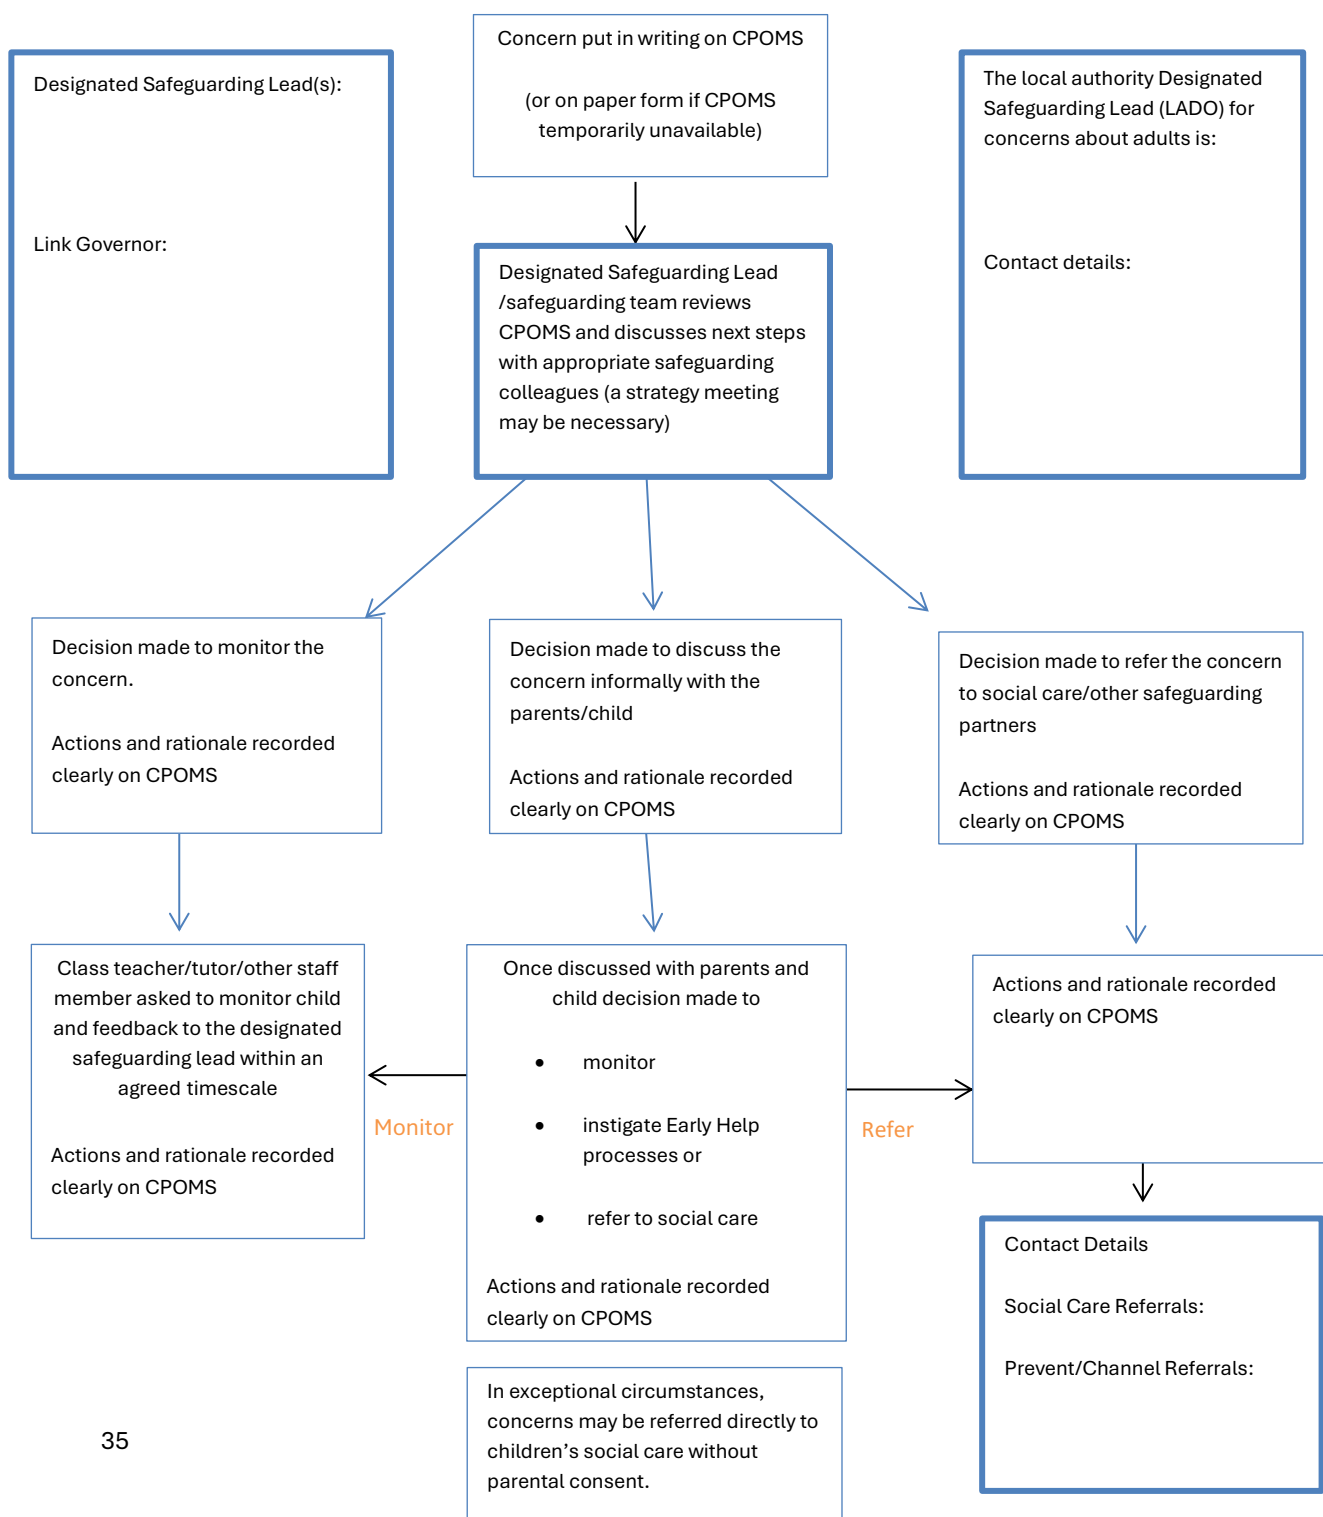 Concern put in writing on CPOMS
(or on paper form if CPOMS
temporarily unavailable)
Designated Safeguarding Lead(s):
Link Governor:
The local authority Designated
Safeguarding Lead (LADO) for
concerns about adults is:
Contact details:
Designated Safeguarding Lead
/safeguarding team reviews
CPOMS and discusses next steps
with appropriate safeguarding
colleagues (a strategy meeting
may be necessary)
Decision made to monitor the
concern.
Actions and rationale recorded
clearly on CPOMS
Decision made to discuss the
concern informally with the
parents/child
Actions and rationale recorded
clearly on CPOMS
Decision made to refer the concern
to social care/other safeguarding
partners
Actions and rationale recorded
clearly on CPOMS
Class teacher/tutor/other staff
member asked to monitor child
and feedback to the designated
safeguarding lead within an
agreed timescale
Actions and rationale recorded
clearly on CPOMS
Monitor
Once discussed with parents and
child decision made to
• monitor
• instigate Early Help
processes or
• refer to social care
Actions and rationale recorded
clearly on CPOMS
Refer
Actions and rationale recorded
clearly on CPOMS
Contact Details
Social Care Referrals:
Prevent/Channel Referrals:
In exceptional circumstances,
concerns may be referred directly to
children’s social care without
parental consent.
35